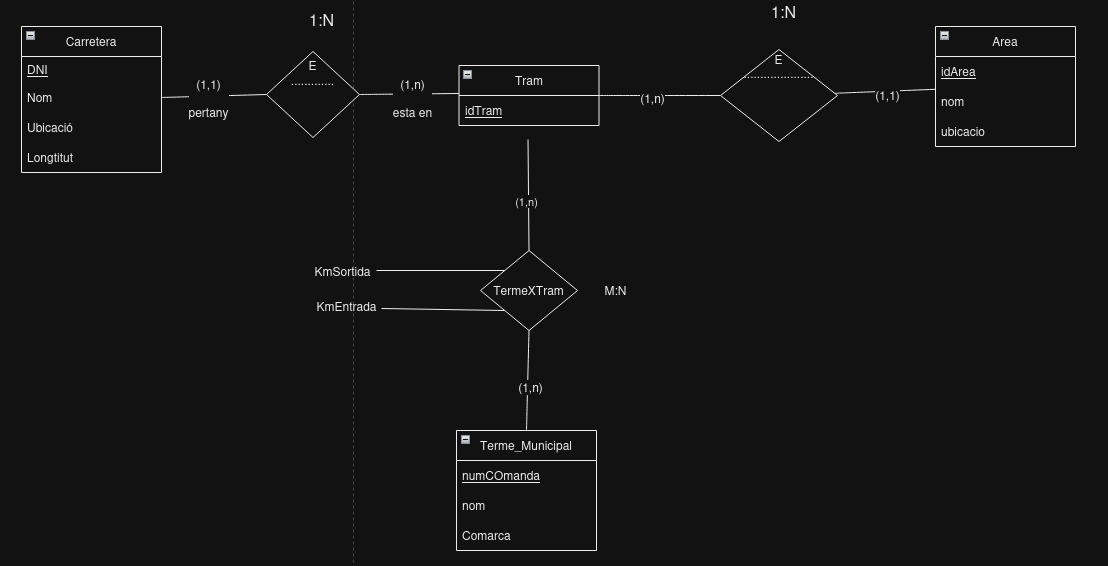 1:N
1:N
Carretera
DNI
Nom
Ubicació
Longtitut
(1,1)
pertany
E
(1,n)
esta en
Tram
idTram
(1,n)
E
(1,1)
Area
idArea
nom
ubicacio
(1,n)
KmSortida
KmEntrada
TermeXTram
M:N
(1,n)
Terme_Municipal
numCOmanda
nom
Comarca